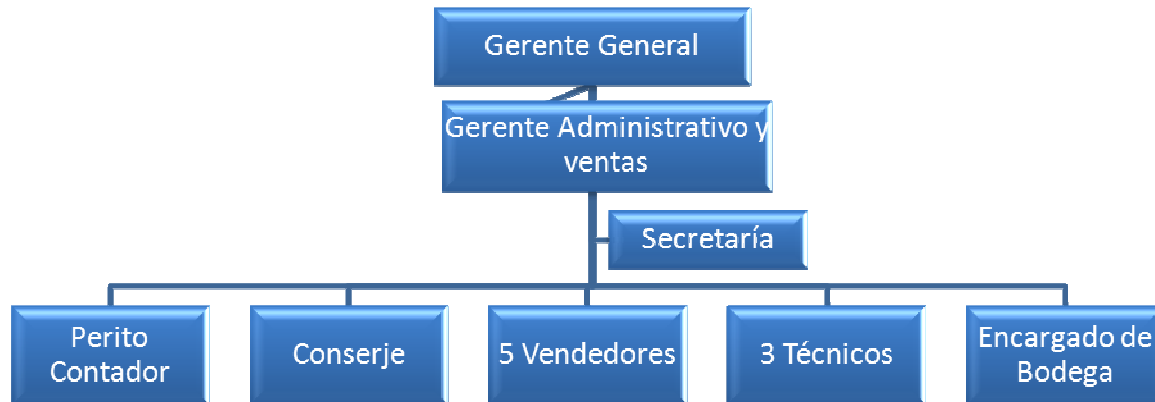 Gerente General
Gerente Administrativo y
ventas
Secretaría
Perito
Contador
Conserje
5 Vendedores
3 Técnicos
Encargado de
Bodega